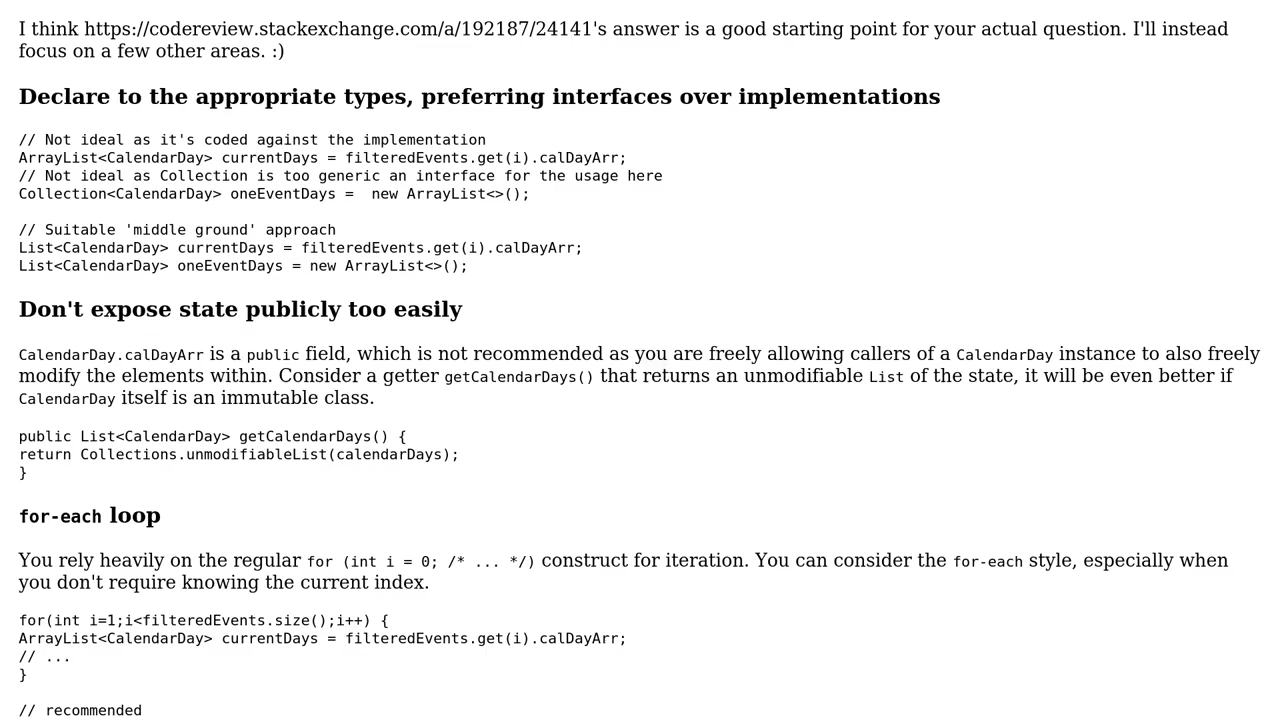 I think https://codereview.stackexchange.com/a/192187/24141's answer is a good starting point for your actual question. I'll instead
focus on a few other areas. :)
Declare to the appropriate types, preferring interfaces over implementations
// Not ideal as it's coded against the implementation
ArrayList<CalendarDay> currentDays = filteredEvents.get(i).calDayArr;
// Not ideal as Collection is too generic an interface for the usage here
Collection<CalendarDay> oneEventDays =  new ArrayList<>();
// Suitable 'middle ground' approach
List<CalendarDay> currentDays = filteredEvents.get(i).calDayArr;
List<CalendarDay> oneEventDays = new ArrayList<>();
Don't expose state publicly too easily
CalendarDay.calDayArr is a public field, which is not recommended as you are freely allowing callers of a CalendarDay instance to also freely
modify the elements within. Consider a getter getCalendarDays() that returns an unmodifiable List of the state, it will be even better if
CalendarDay itself is an immutable class.
public List<CalendarDay> getCalendarDays() {
return Collections.unmodifiableList(calendarDays);
}
for-each loop
You rely heavily on the regular for (int i = 0; /* ... */) construct for iteration. You can consider the for-each style, especially when
you don't require knowing the current index.
for(int i=1;i<filteredEvents.size();i++) {
ArrayList<CalendarDay> currentDays = filteredEvents.get(i).calDayArr;
// ...
}
// recommended